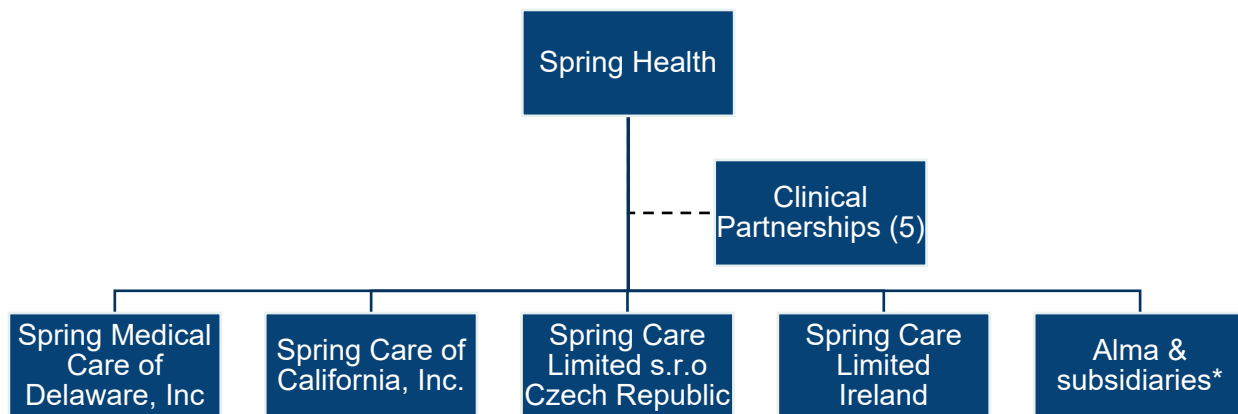 Spring Health
Clinical
Partnerships (5)
Spring Medical
Care of
Delaware, Inc
Spring Care of
California, Inc.
Spring Care
Limited s.r.o
Czech Republic
Spring Care
Limited
Ireland
Alma &
subsidiaries*